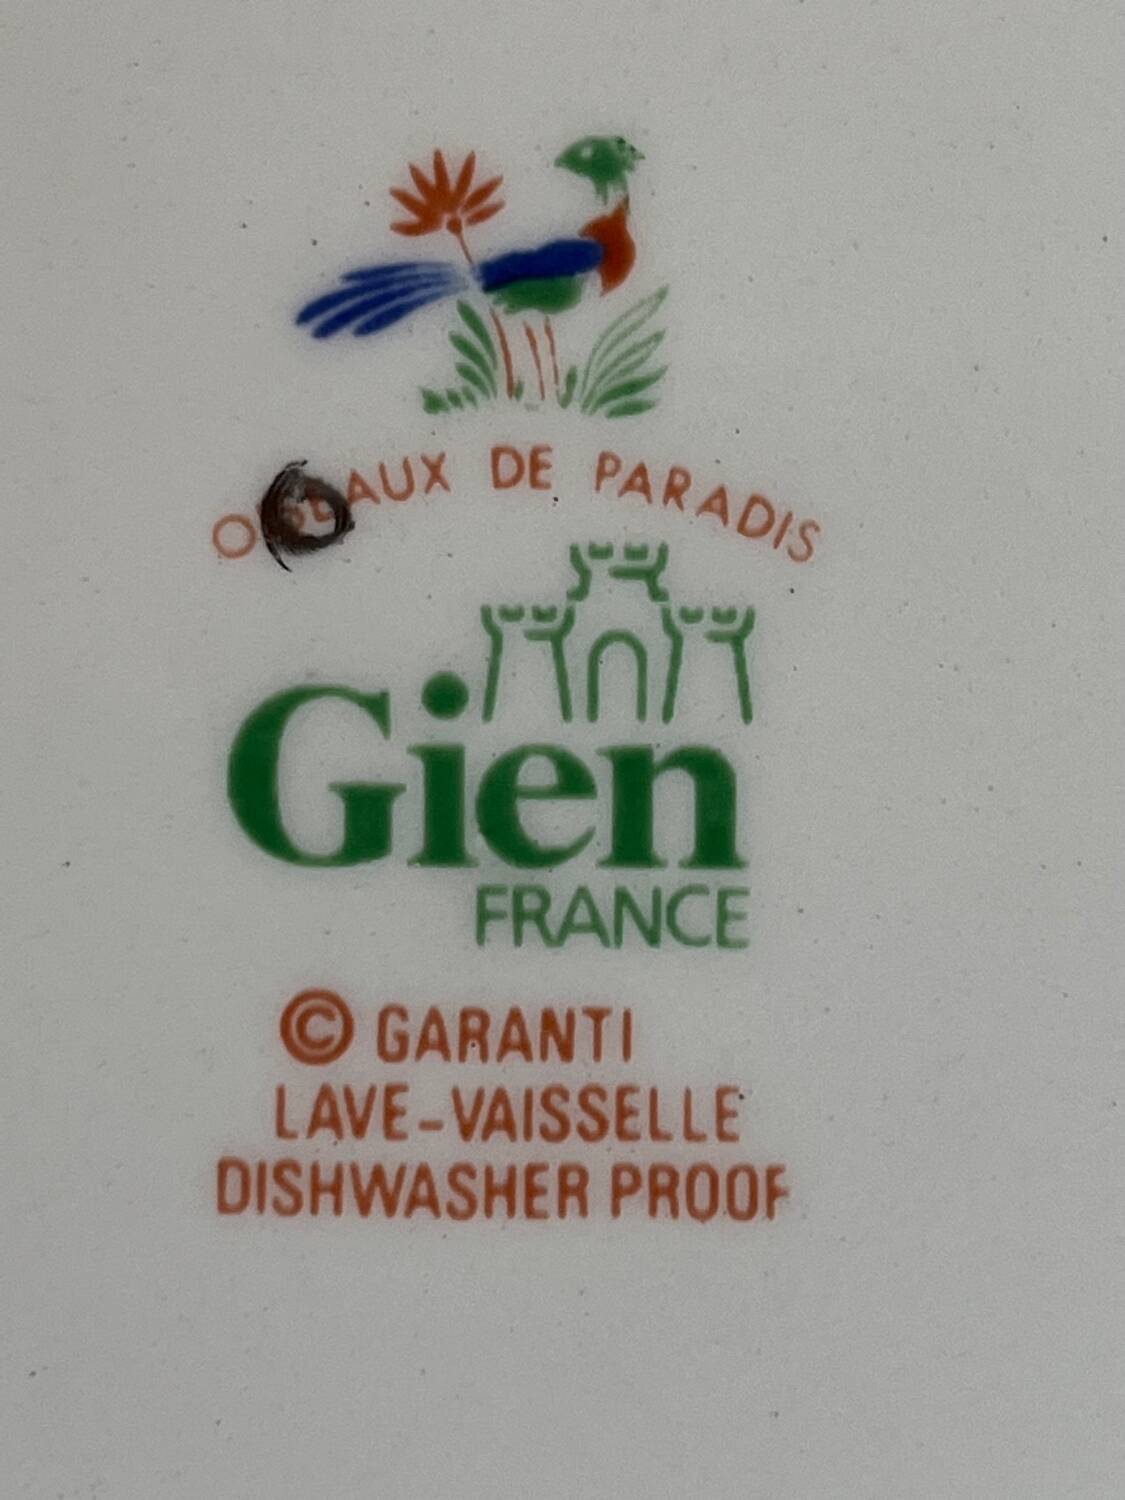 DE PARADIS
Gien
FRANCE
© GARANTI
LAVE-VAISSELLE
DISHWASHER PROOF